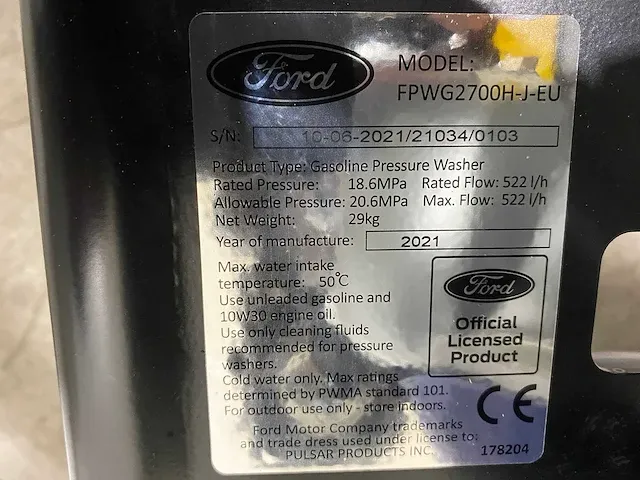 Ford
MODEL:
FPWG2700H-J-EU
S/N: 10-06-2021/21034/0103
Product Type: Gasoline Pressure Washer
Rated Pressure: 18.6MPa Rated Flow: 522 l/h
Allowable Pressure: 20.6MPa Max. Flow: 522 l/h
Net Weight: 29kg
Year of manufacture: 2021
Max. water intake
temperature: 50℃
Use unleaded gasoline and
10W30 engine oil.
Use only cleaning fluids
recommended for pressure
washers.
Cold water only. Max ratings
determined by PWMA standard 101.
For outdoor use only - store indoors.
Ford
Official
Licensed
Product
CE
Ford Motor Company trademarks
and trade dress used under license to:
PULSAR PRODUCTS INC.
178204